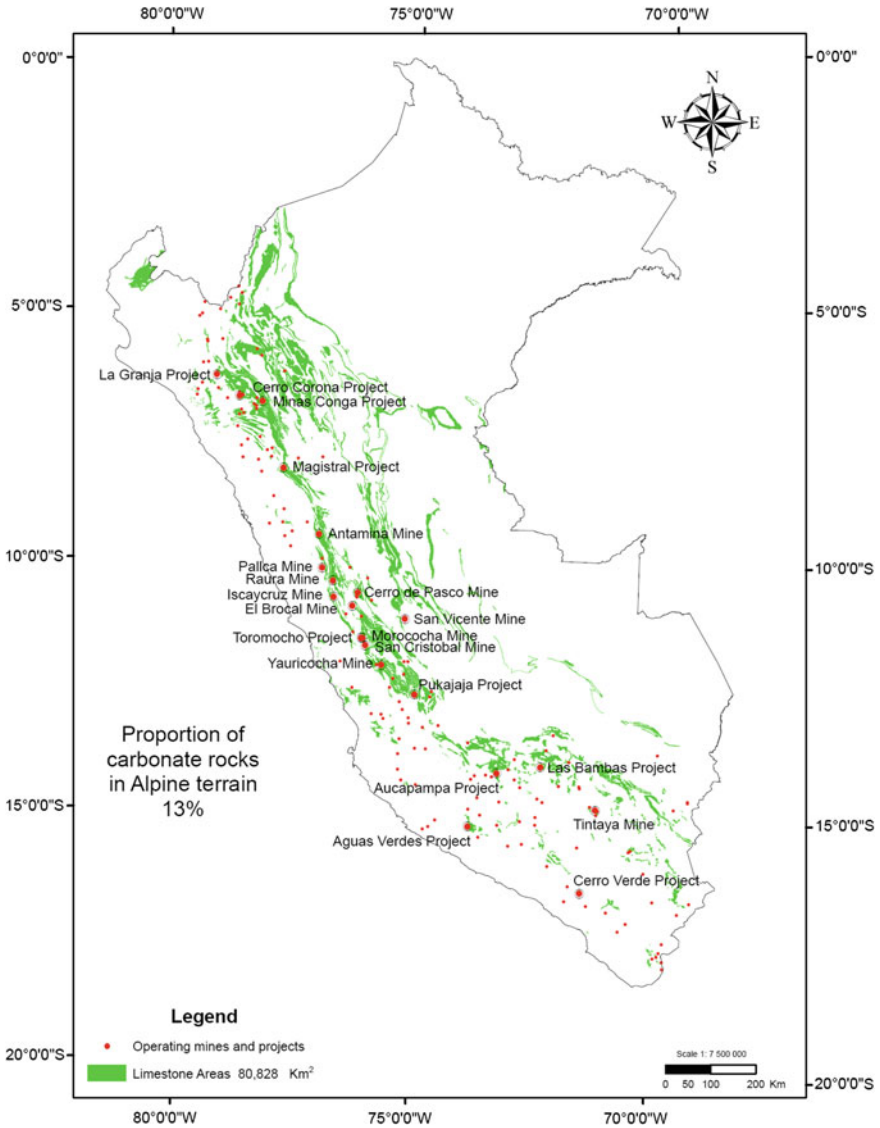 80°0'0"W
75°0'0"W
70°0'0"W
0°0'0"
0°0'0"S
N
W
E
S
5°0'0"S
5°0'0"S
La Granja Project
Cerro Corona Project
Minas Conga Project
Magistral Project
Antamina Mine
10°0'0"S
10°0'0"S
Pallca Mine
Raura Mine
Iscaycruz Mine
Cerro de Pasco Mine
El Brocal Mine
San Vicente Mine
Toromocho Project
Morococha Mine
San Cristobal Mine
Yauricocha Mine
Pukajaja Project
Proportion of
carbonate rocks
in Alpine terrain
13%
Las Bambas Project
Aucapampa Project
15°0'0"S
15°0'0"S
Tintaya Mine
Aguas Verdes Project
Cerro Verde Project
Legend
Operating mines and projects
Limestone Areas 80,828 Km²
Scale 1: 7 500 000
0 50 100 200 Km
20°0'0"S
20°0'0"S
80°0'0"W
75°0'0"W
70°0'0"W